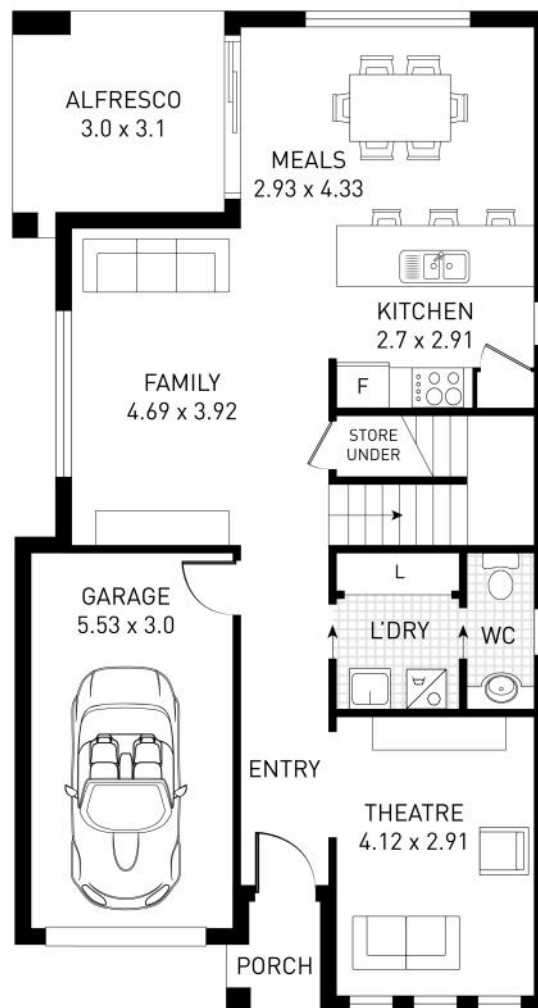 ALFRESCO
3.0 x 3.1
MEALS
2.93 x 4.33
KITCHEN
2.7 x 2.91
F
FAMILY
4.69 x 3.92
STORE
UNDER
GARAGE
5.53 x 3.0
L
L'DRY
WC
ENTRY
THEATRE
4.12 x 2.91
PORCH